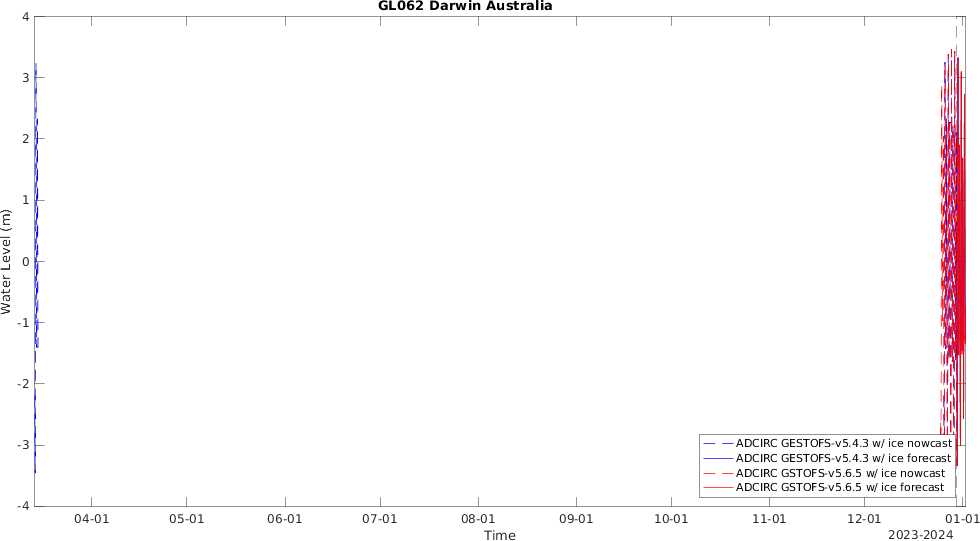 GL062 Darwin Australia
4
3
2
1
0
-1
-2
-3
-4
Water Level (m)
ADCIRC GESTOFS-v5.4.3 w/ ice nowcast
ADCIRC GESTOFS-v5.4.3 w/ ice forecast
ADCIRC GSTOFS-v5.6.5 w/ ice nowcast
ADCIRC GSTOFS-v5.6.5 w/ ice forecast
04-01 05-01 06-01 07-01 08-01 09-01 10-01 11-01 12-01 01-01
Time
2023-2024